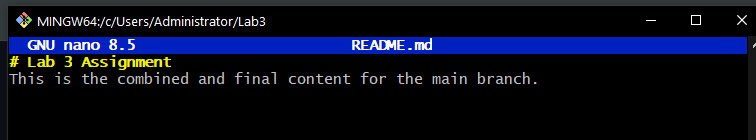 MINGW64:/c/Users/Administrator/Lab3
GNU nano 8.5 README.md
# Lab 3 Assignment
This is the combined and final content for the main branch.